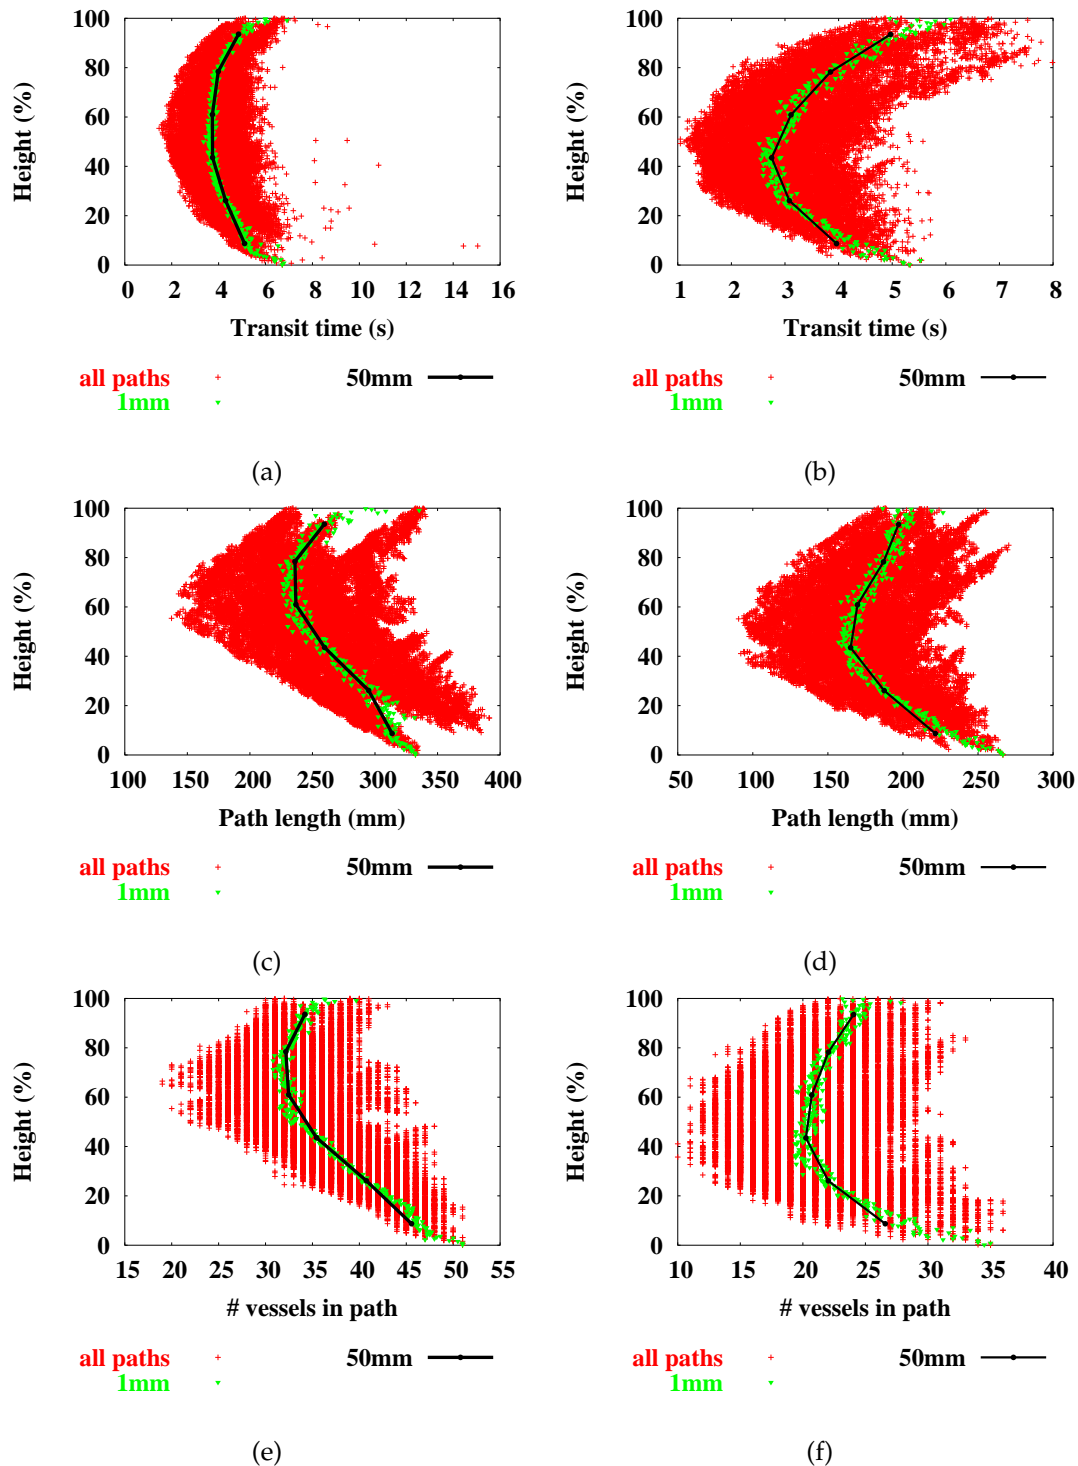 100
80
60
40
20
0
Height (%)
0 2 4 6 8 10 12 14 16
Transit time (s)
all paths
1mm
50mm
(a)
100
80
60
40
20
0
Height (%)
1 2 3 4 5 6 7 8
Transit time (s)
all paths
1mm
50mm
(b)
100
80
60
40
20
0
Height (%)
100 150 200 250 300 350 400
Path length (mm)
all paths
1mm
50mm
(c)
100
80
60
40
20
0
Height (%)
50 100 150 200 250 300
Path length (mm)
all paths
1mm
50mm
(d)
100
80
60
40
20
0
Height (%)
15 20 25 30 35 40 45 50 55
# vessels in path
all paths
1mm
50mm
(e)
100
80
60
40
20
0
Height (%)
10 15 20 25 30 35 40
# vessels in path
all paths
1mm
50mm
(f)